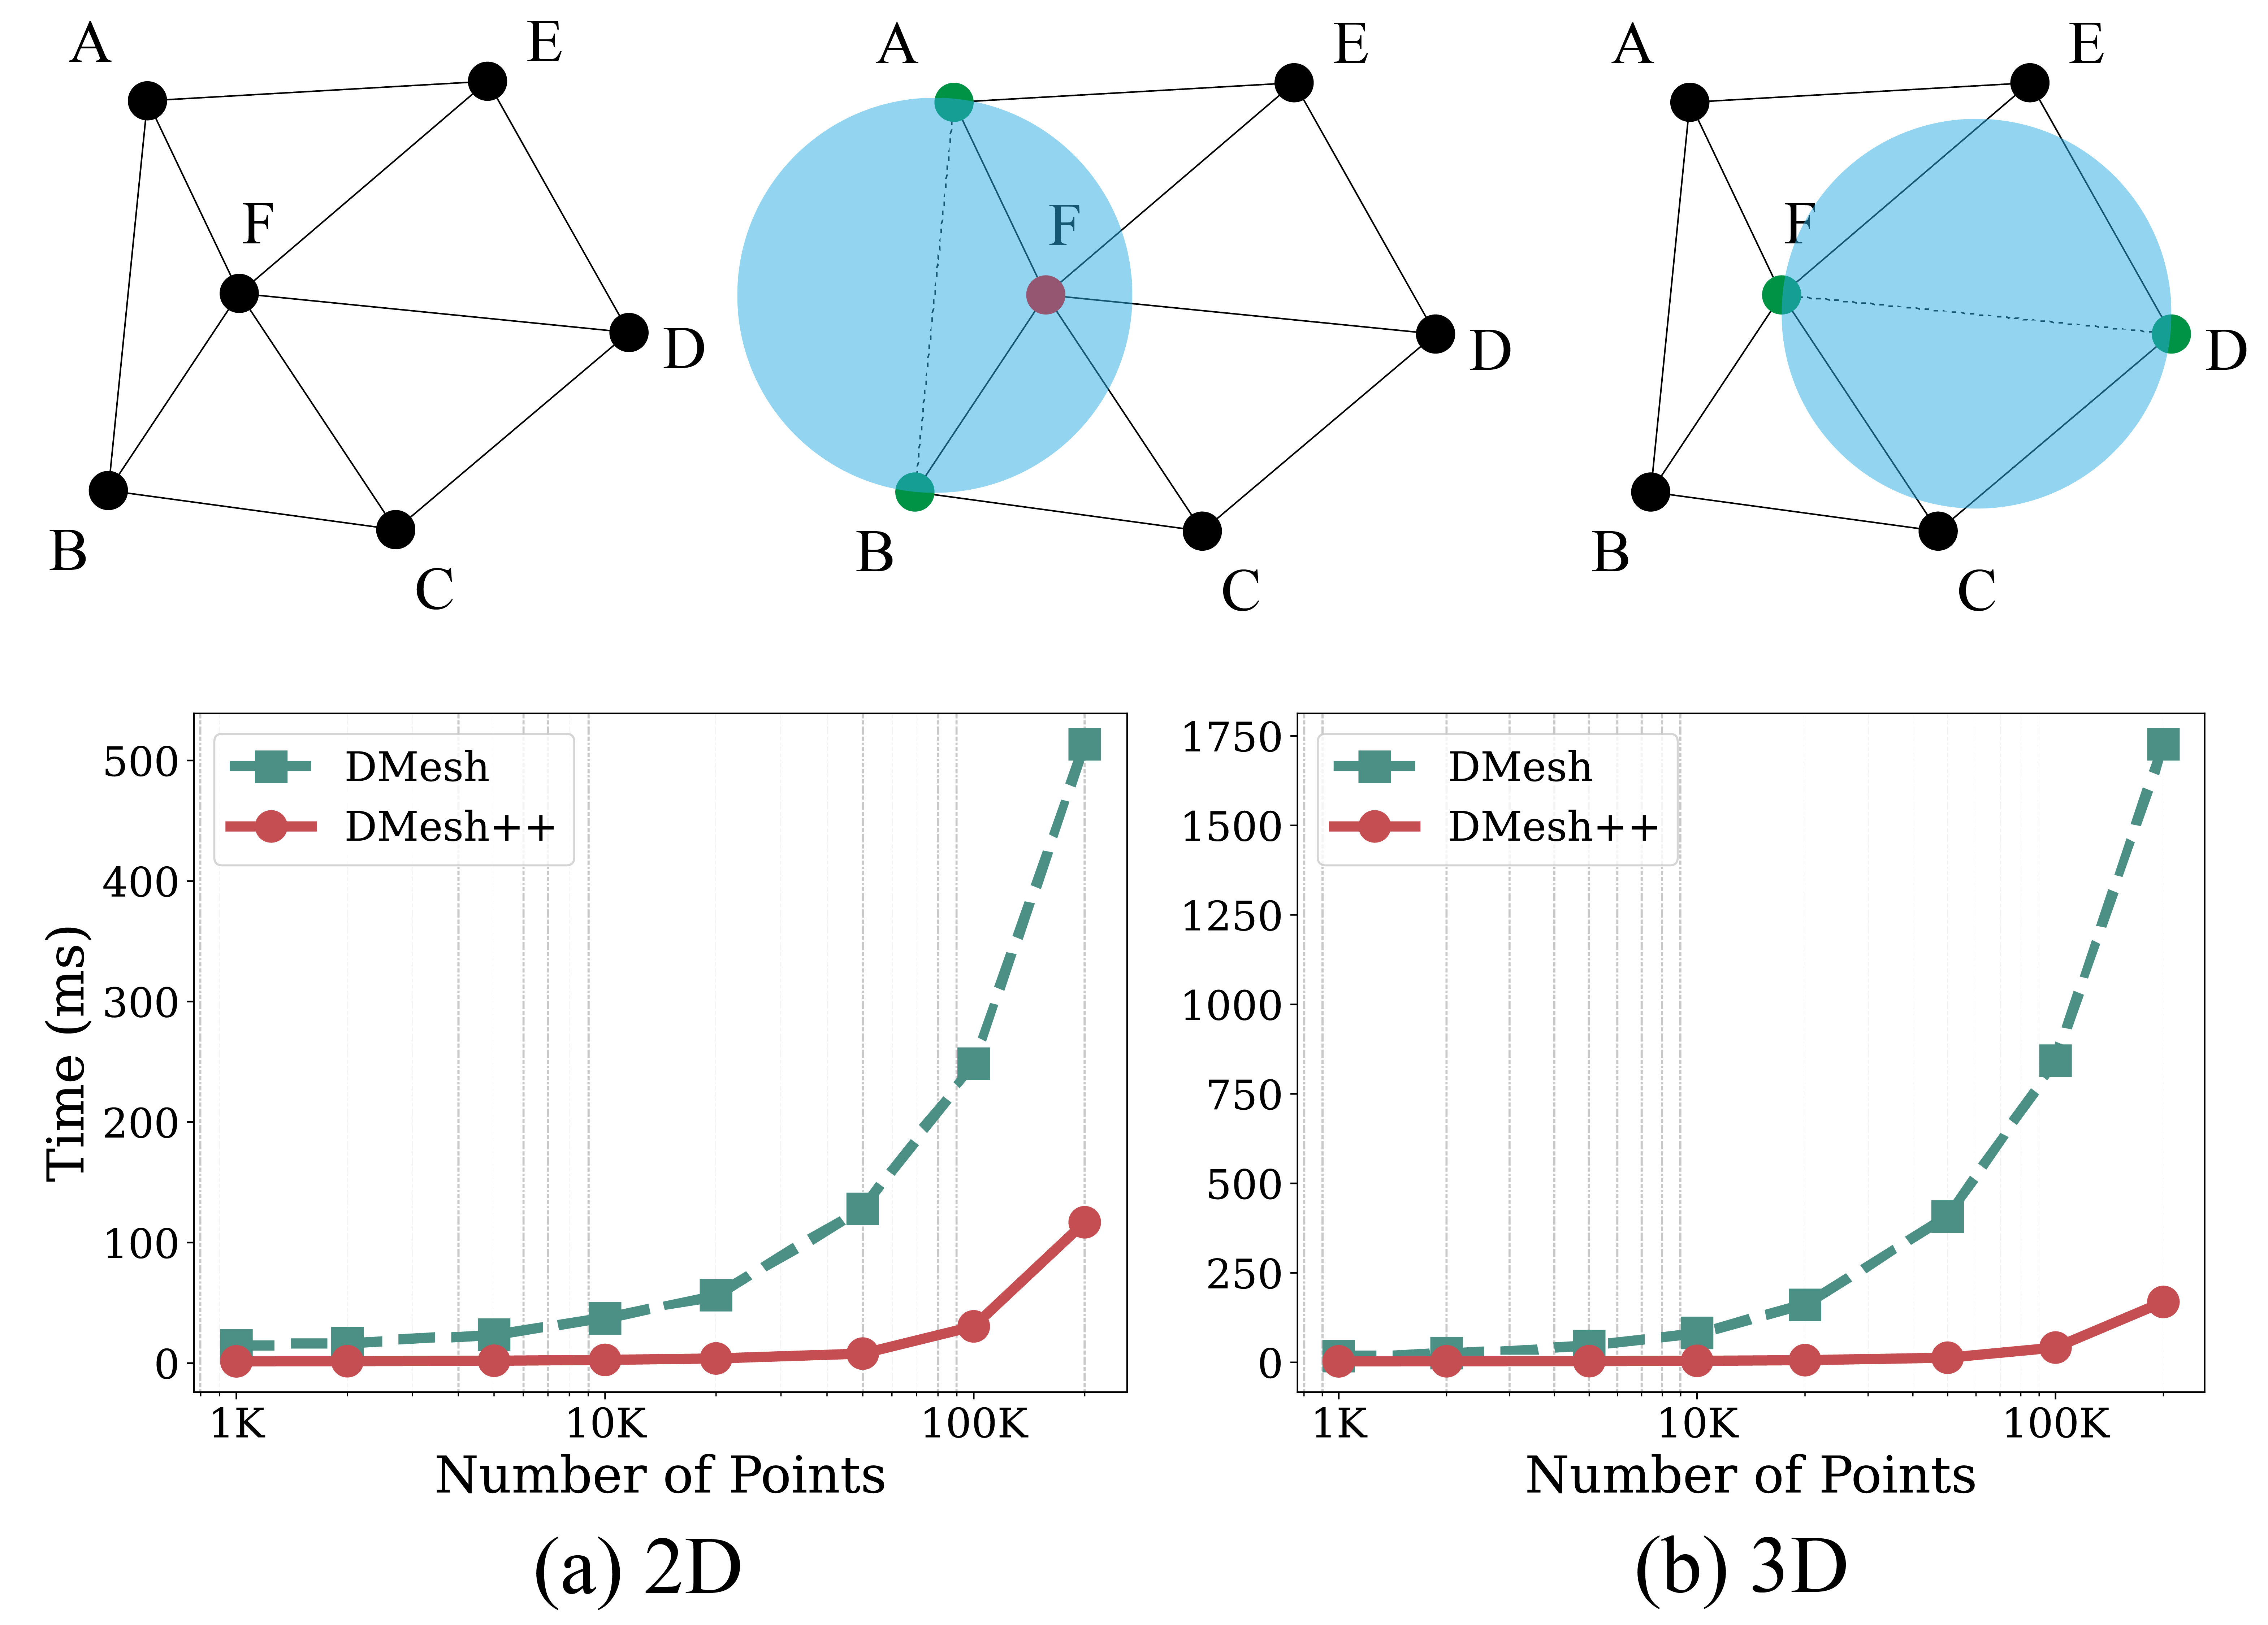 A
E
F
D
B
C
A
E
F
D
B
C
A
E
F
D
B
C
Time (ms)
500
400
300
200
100
0
DMesh
DMesh++
1K
10K
100K
Number of Points
(a) 2D
1750
1500
1250
1000
750
500
250
0
DMesh
DMesh++
1K
10K
100K
Number of Points
(b) 3D